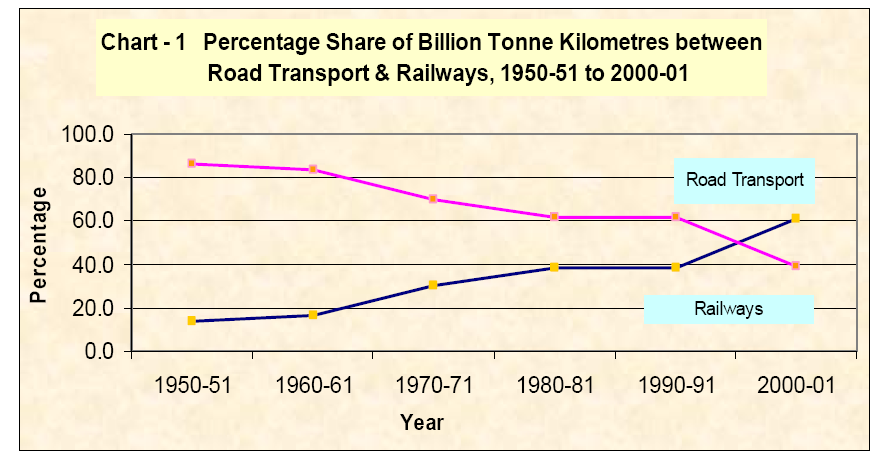 Chart - 1 Percentage Share of Billion Tonne Kilometres between
Road Transport & Railways, 1950-51 to 2000-01
100.0
80.0
60.0
40.0
20.0
0.0
Percentage
Road Transport
Railways
1950-51 1960-61 1970-71 1980-81 1990-91 2000-01
Year